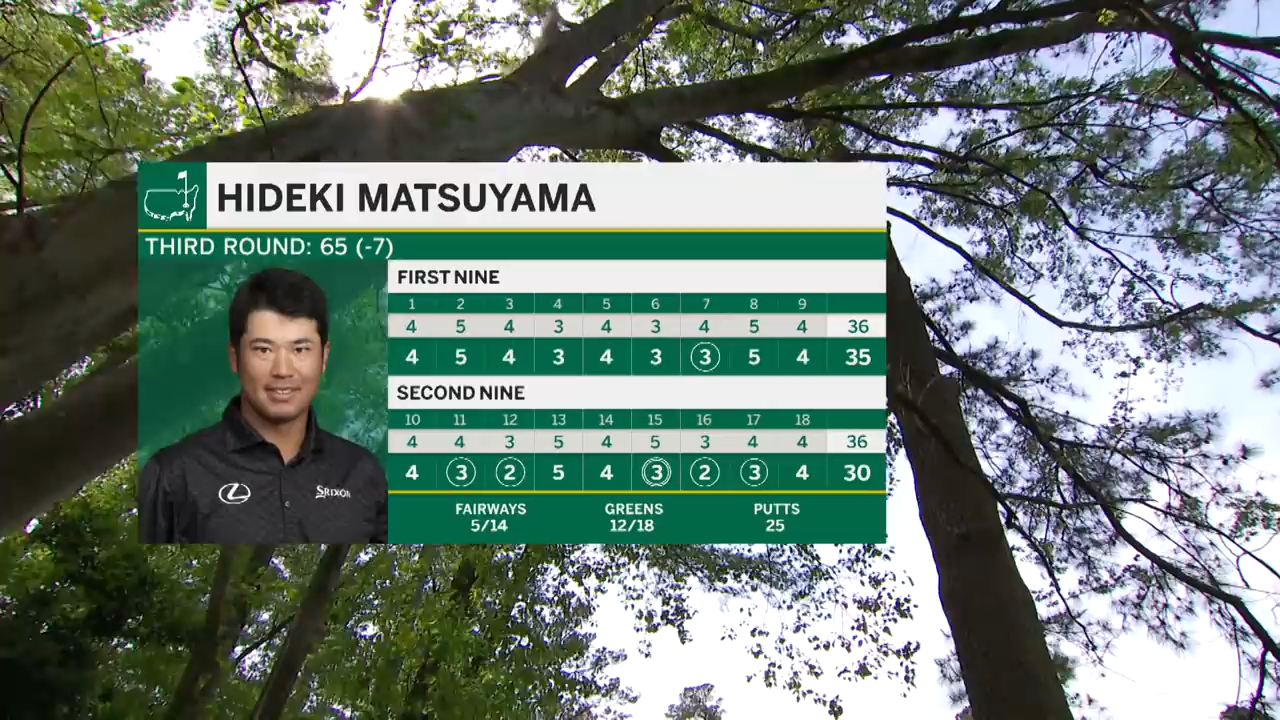 HIDEKI MATSUYAMA
THIRD ROUND: 65 (-7)
FIRST NINE
1 2 3 4 5 6 7 8 9
4 5 4 3 4 3 4 5 4 36
4 5 4 3 4 3 3 5 4 35
SECOND NINE
10 11 12 13 14 15 16 17 18
4 4 3 5 4 5 3 4 4 36
4 3 2 5 4 3 2 3 4 30
FAIRWAYS GREENS PUTTS
5/14 12/18 25
SRIXON